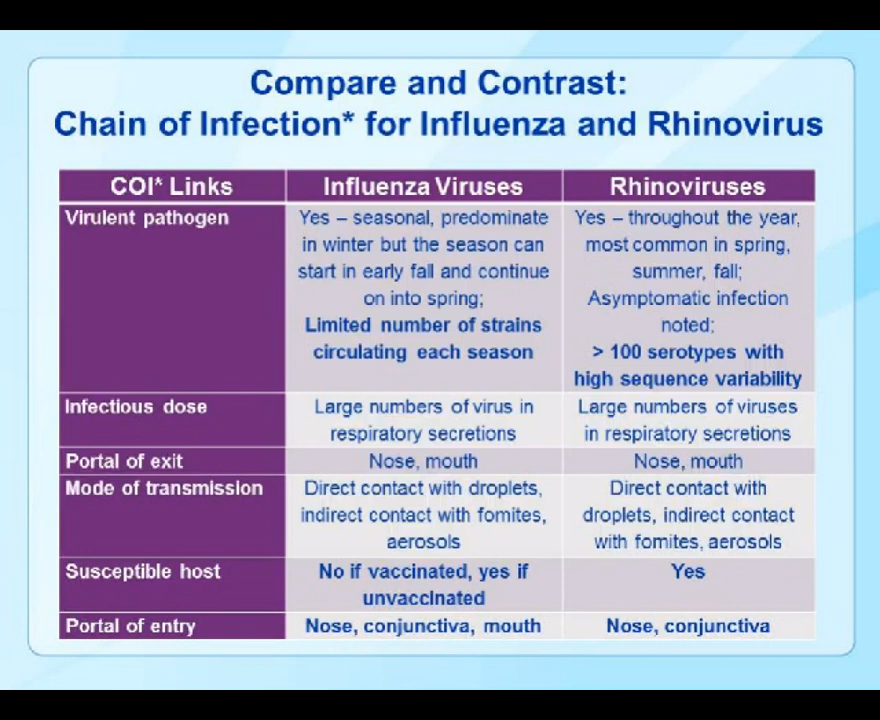 Compare and Contrast:
Chain of Infection* for Influenza and Rhinovirus
COI* Links
Influenza Viruses
Rhinoviruses
Virulent pathogen
Yes – seasonal, predominate
in winter but the season can
start in early fall and continue
on into spring;
Limited number of strains
circulating each season
Yes – throughout the year,
most common in spring,
summer, fall;
Asymptomatic infection
noted;
> 100 serotypes with
high sequence variability
Infectious dose
Large numbers of virus in
respiratory secretions
Large numbers of viruses
in respiratory secretions
Portal of exit
Nose, mouth
Nose, mouth
Mode of transmission
Direct contact with droplets,
indirect contact with fomites,
aerosols
Direct contact with
droplets, indirect contact
with fomites, aerosols
Susceptible host
No if vaccinated, yes if
unvaccinated
Yes
Portal of entry
Nose, conjunctiva, mouth
Nose, conjunctiva